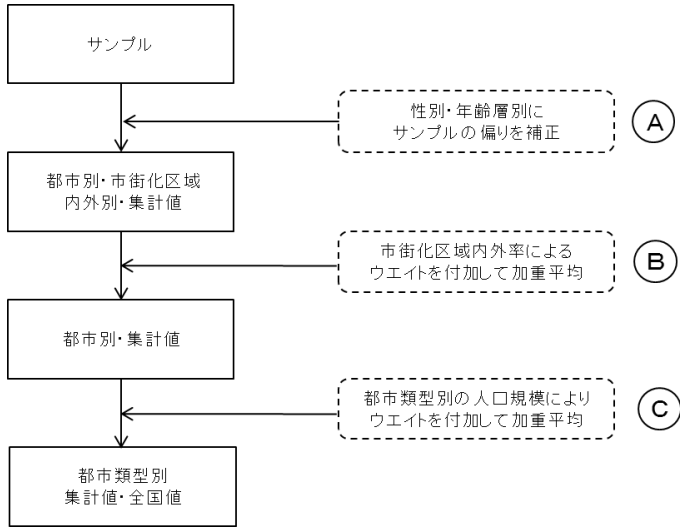 サンプル
性別・年齢層別に
サンプルの偏りを補正
A
都市別・市街化区域
内外別・集計値
市街化区域内外率による
ウエイトを付加して加重平均
B
都市別・集計値
都市類型別の人口規模により
ウエイトを付加して加重平均
C
都市類型別
集計値・全国値